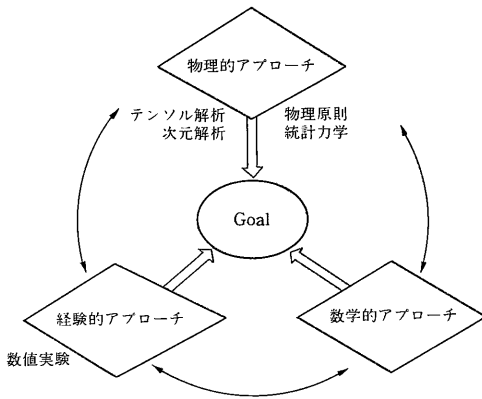 物理的アプローチ
テンソル解析
次元解析
物理原則
統計力学
Goal
経験的アプローチ
数学的アプローチ
数値実験